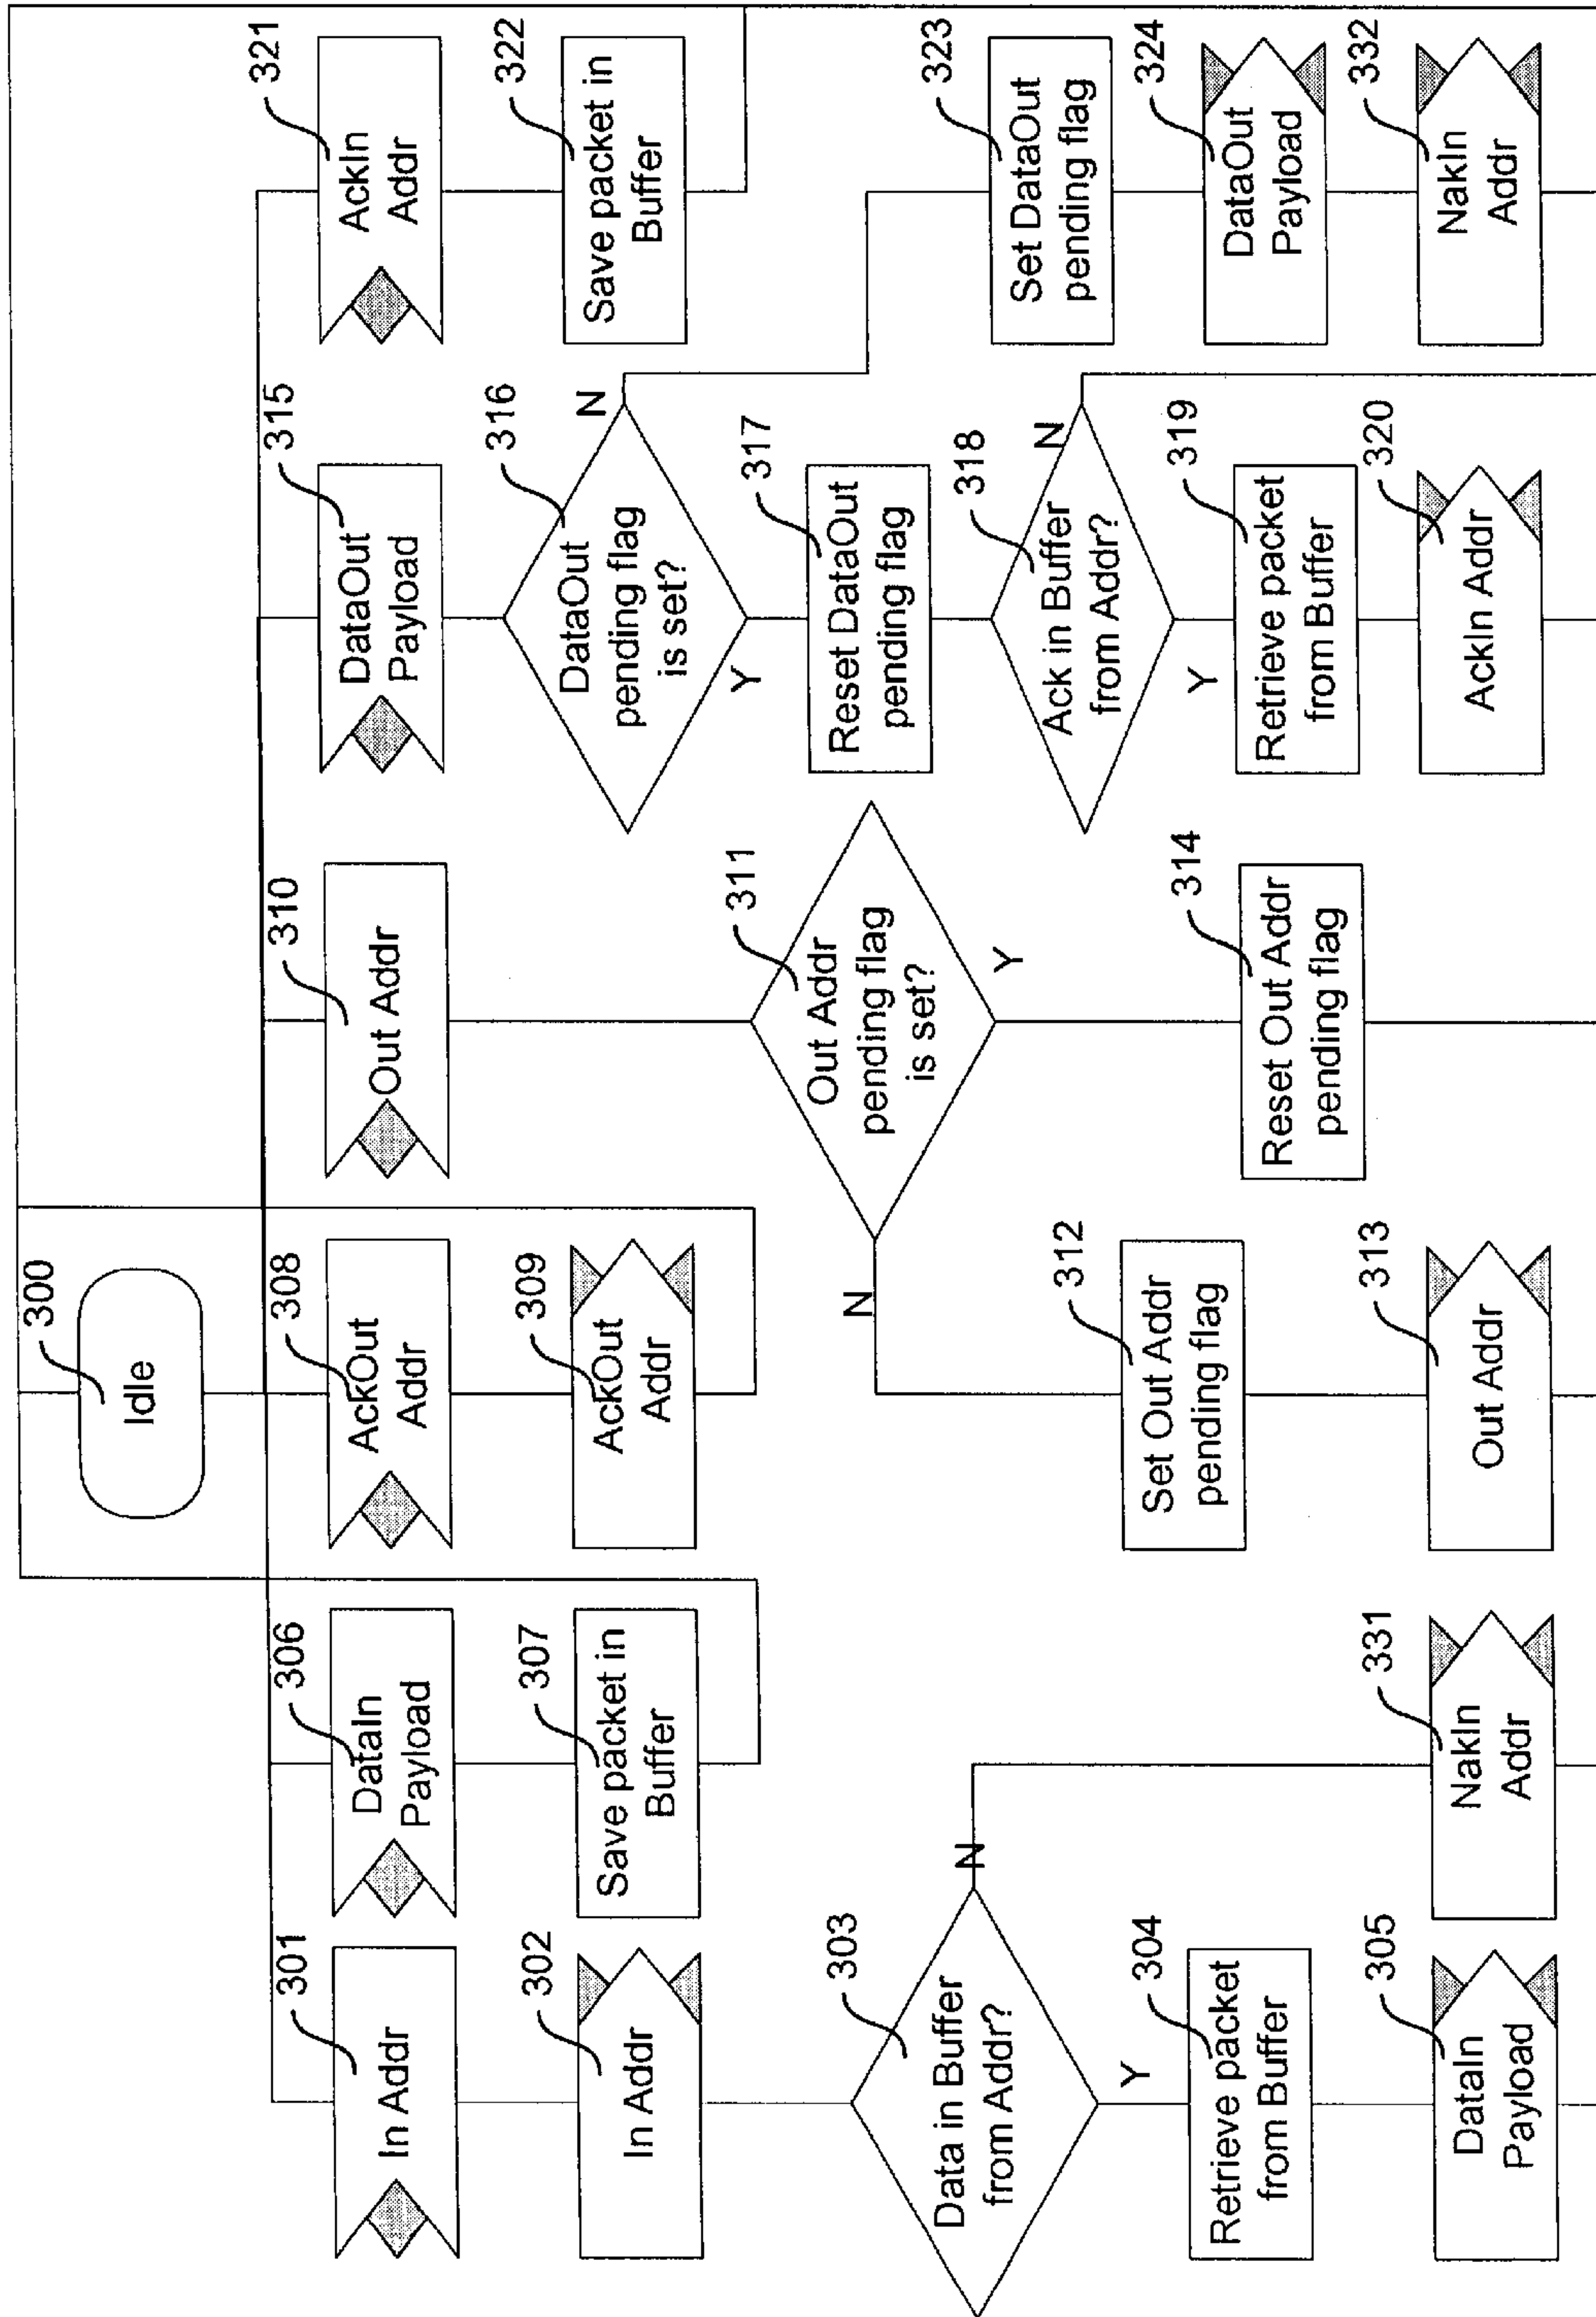 300
Idle
301
In Addr
302
In Addr
303
Data in Buffer
from Addr?
Y
N
304
Retrieve packet
from Buffer
305
DataIn
Payload
331
NakIn
Addr
306
DataIn
Payload
307
Save packet in
Buffer
308
AckOut
Addr
309
AckOut
Addr
310
Out Addr
311
Out Addr
pending flag
is set?
N
Y
312
Set Out Addr
pending flag
313
Out Addr
314
Reset Out Addr
pending flag
315
DataOut
Payload
316
DataOut
pending flag
is set?
N
Y
317
Reset DataOut
pending flag
318
Ack in Buffer
from Addr?
N
Y
319
Retrieve packet
from Buffer
320
AckIn Addr
321
AckIn
Addr
322
Save packet in
Buffer
323
Set DataOut
pending flag
324
DataOut
Payload
332
NakIn
Addr